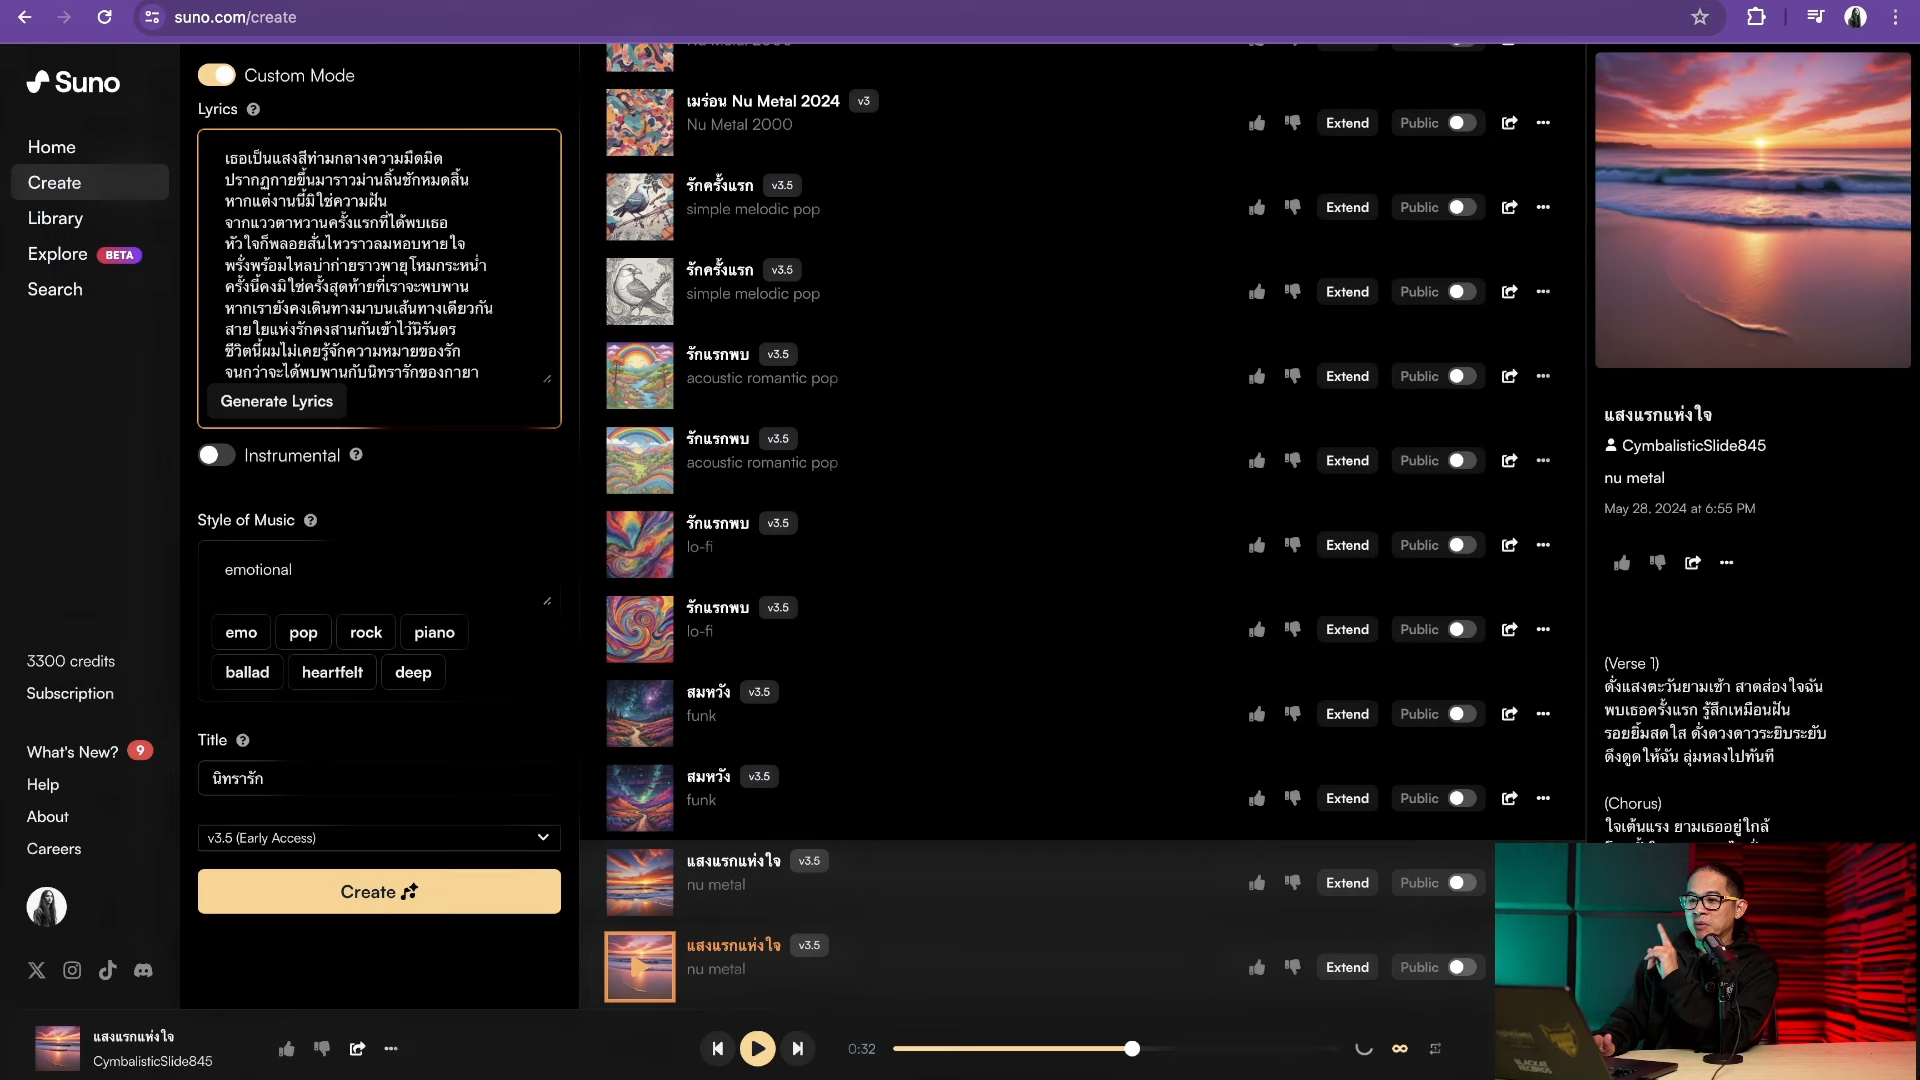 suno.com/create
Suno
Home
Create
Library
Explore BETA
Search
3300 credits
Subscription
What's New? 9
Help
About
Careers
Custom Mode
Lyrics
เธอเป็นแสงสีท่ามกลางความมืดมิด
ปรากฏกายขึ้นมาราวม่านลิ้นชักหมดสิ้น
หากแต่งานนี้มิใช่ความฝัน
จากแววตาหวานครั้งแรกที่ได้พบเธอ
หัวใจก็พลอยสั่นไหวราวลมหอบหายใจ
พรั่งพร้อมไหลบ่าก่ายราวพายุโหมกระหน่ำ
ครั้งนี้คงมิใช่ครั้งสุดท้ายที่เราจะพบพาน
หากเรายังคงเดินทางมาบนเส้นทางเดียวกัน
สายใยแห่งรักคงสานกันเข้าไว้นิรันดร
ชีวิตนี้ผมไม่เคยรู้จักความหมายของรัก
จนกว่าจะได้พบพานกับนิทรารักของกายา
Generate Lyrics
Instrumental
Style of Music
emotional
emo pop rock piano
ballad heartfelt deep
Title
นิทรารัก
v3.5 (Early Access)
Create
เมร่อน Nu Metal 2024 v3
Nu Metal 2000
Extend Public
รักครั้งแรก v3.5
simple melodic pop
Extend Public
รักครั้งแรก v3.5
simple melodic pop
Extend Public
รักแรกพบ v3.5
acoustic romantic pop
Extend Public
รักแรกพบ v3.5
acoustic romantic pop
Extend Public
รักแรกพบ v3.5
lo-fi
Extend Public
รักแรกพบ v3.5
lo-fi
Extend Public
สมหวัง v3.5
funk
Extend Public
สมหวัง v3.5
funk
Extend Public
แสงแรกแห่งใจ v3.5
nu metal
Extend Public
แสงแรกแห่งใจ v3.5
nu metal
Extend Public
แสงแรกแห่งใจ
CymbalisticSlide845
nu metal
May 28, 2024 at 6:55 PM
(Verse 1)
ดั่งแสงตะวันยามเช้า สาดส่องใจฉัน
พบเธอครั้งแรก รู้สึกเหมือนฝัน
รอยยิ้มสดใส ดั่งดวงดาวระยิบระยับ
ดึงดูดให้ฉัน ลุ่มหลงไปทันที
(Chorus)
ใจเต้นแรง ยามเธออยู่ใกล้
แสงแรกแห่งใจ
CymbalisticSlide845
0:32